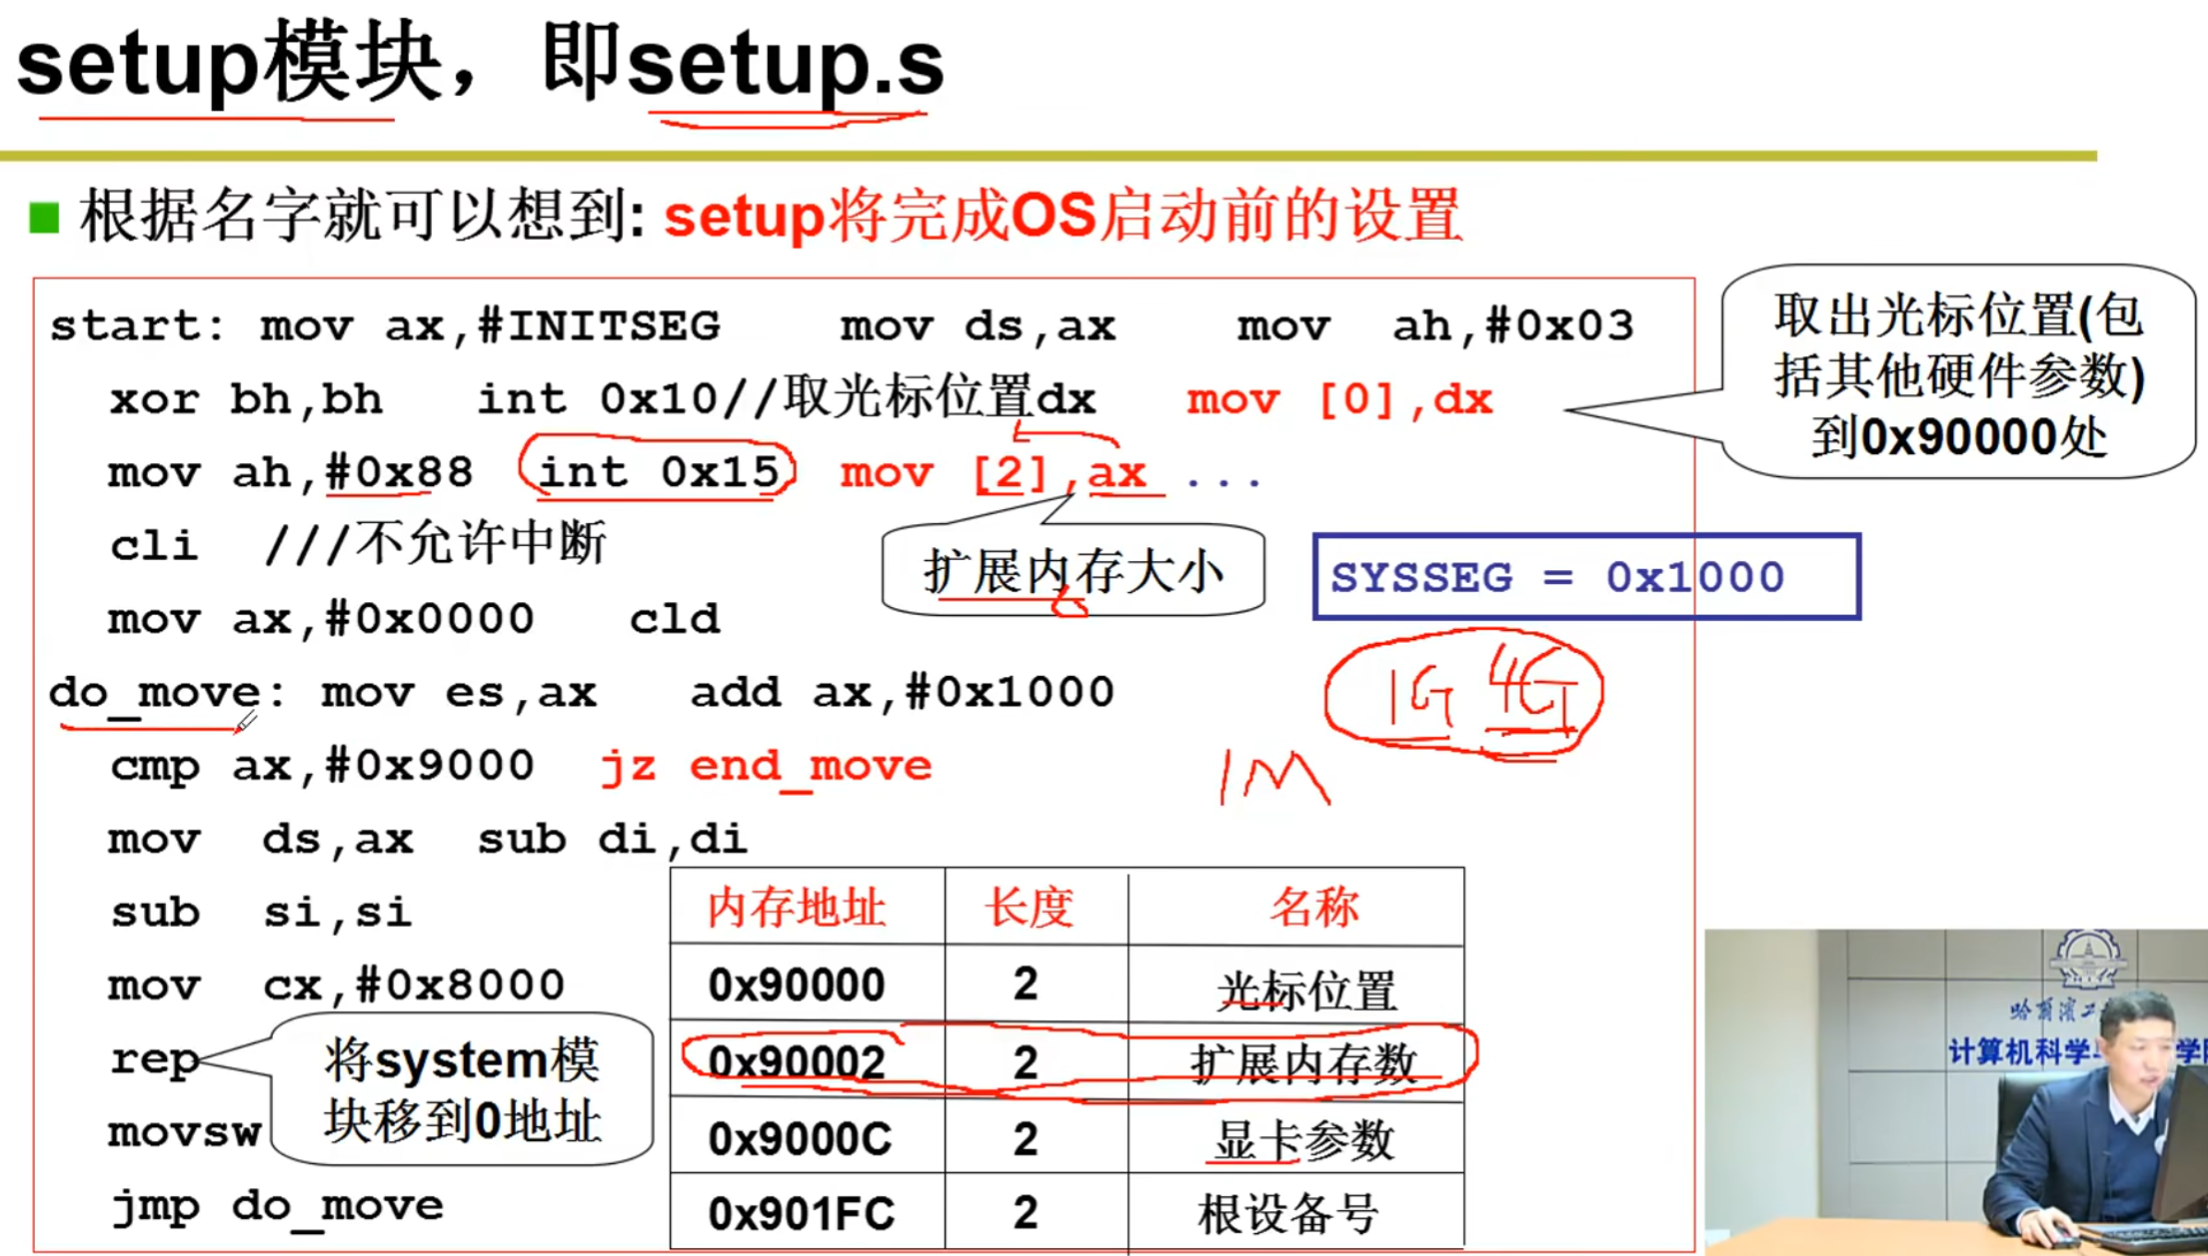 setup模块，即setup.s
根据名字就可以想到: setup将完成OS启动前的设置
start: mov ax,#INITSEG mov ds,ax mov ah,#0x03
xor bh,bh int 0x10//取光标位置dx mov [0],dx
mov ah,#0x88 int 0x15 mov [2],ax ...
cli ///不允许中断
mov ax,#0x0000 cld
do_move: mov es,ax add ax,#0x1000
cmp ax,#0x9000 jz end_move
mov ds,ax sub di,di
sub si,si
mov cx,#0x8000
rep
movsw
jmp do_move
取出光标位置(包
括其他硬件参数)
到0x90000处
扩展内存大小
SYSSEG = 0x1000
1G 4G
1M
将system模
块移到0地址
内存地址 长度 名称
0x90000 2 光标位置
0x90002 2 扩展内存数
0x9000C 2 显卡参数
0x901FC 2 根设备号
哈尔滨工
计算机科学
学院